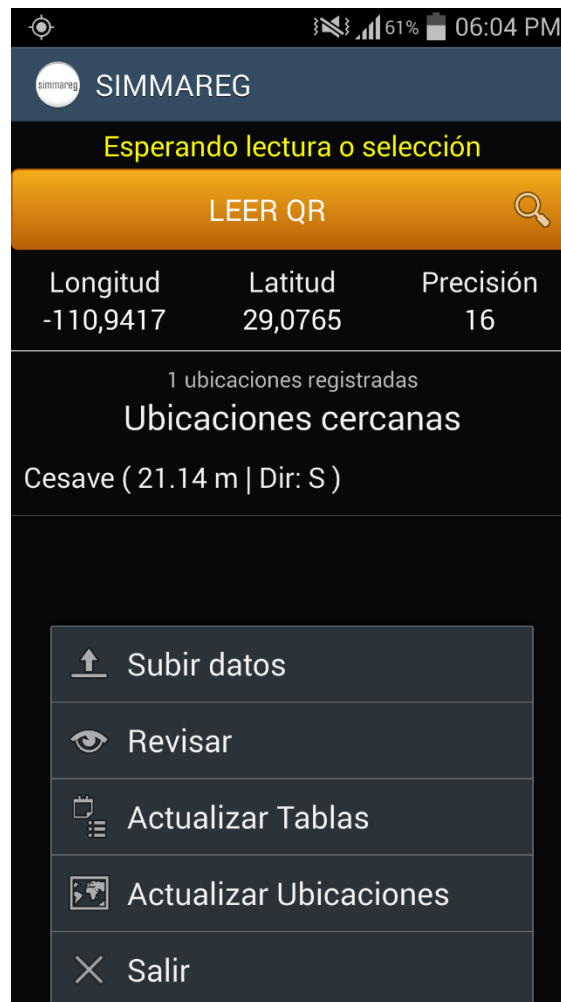 61% 06:04 PM
simmareg SIMMAREG
Esperando lectura o selección
LEER QR
Longitud Latitud Precisión
-110,9417 29,0765 16
1 ubicaciones registradas
Ubicaciones cercanas
Cesave ( 21.14 m | Dir: S )
Subir datos
Revisar
Actualizar Tablas
Actualizar Ubicaciones
Salir